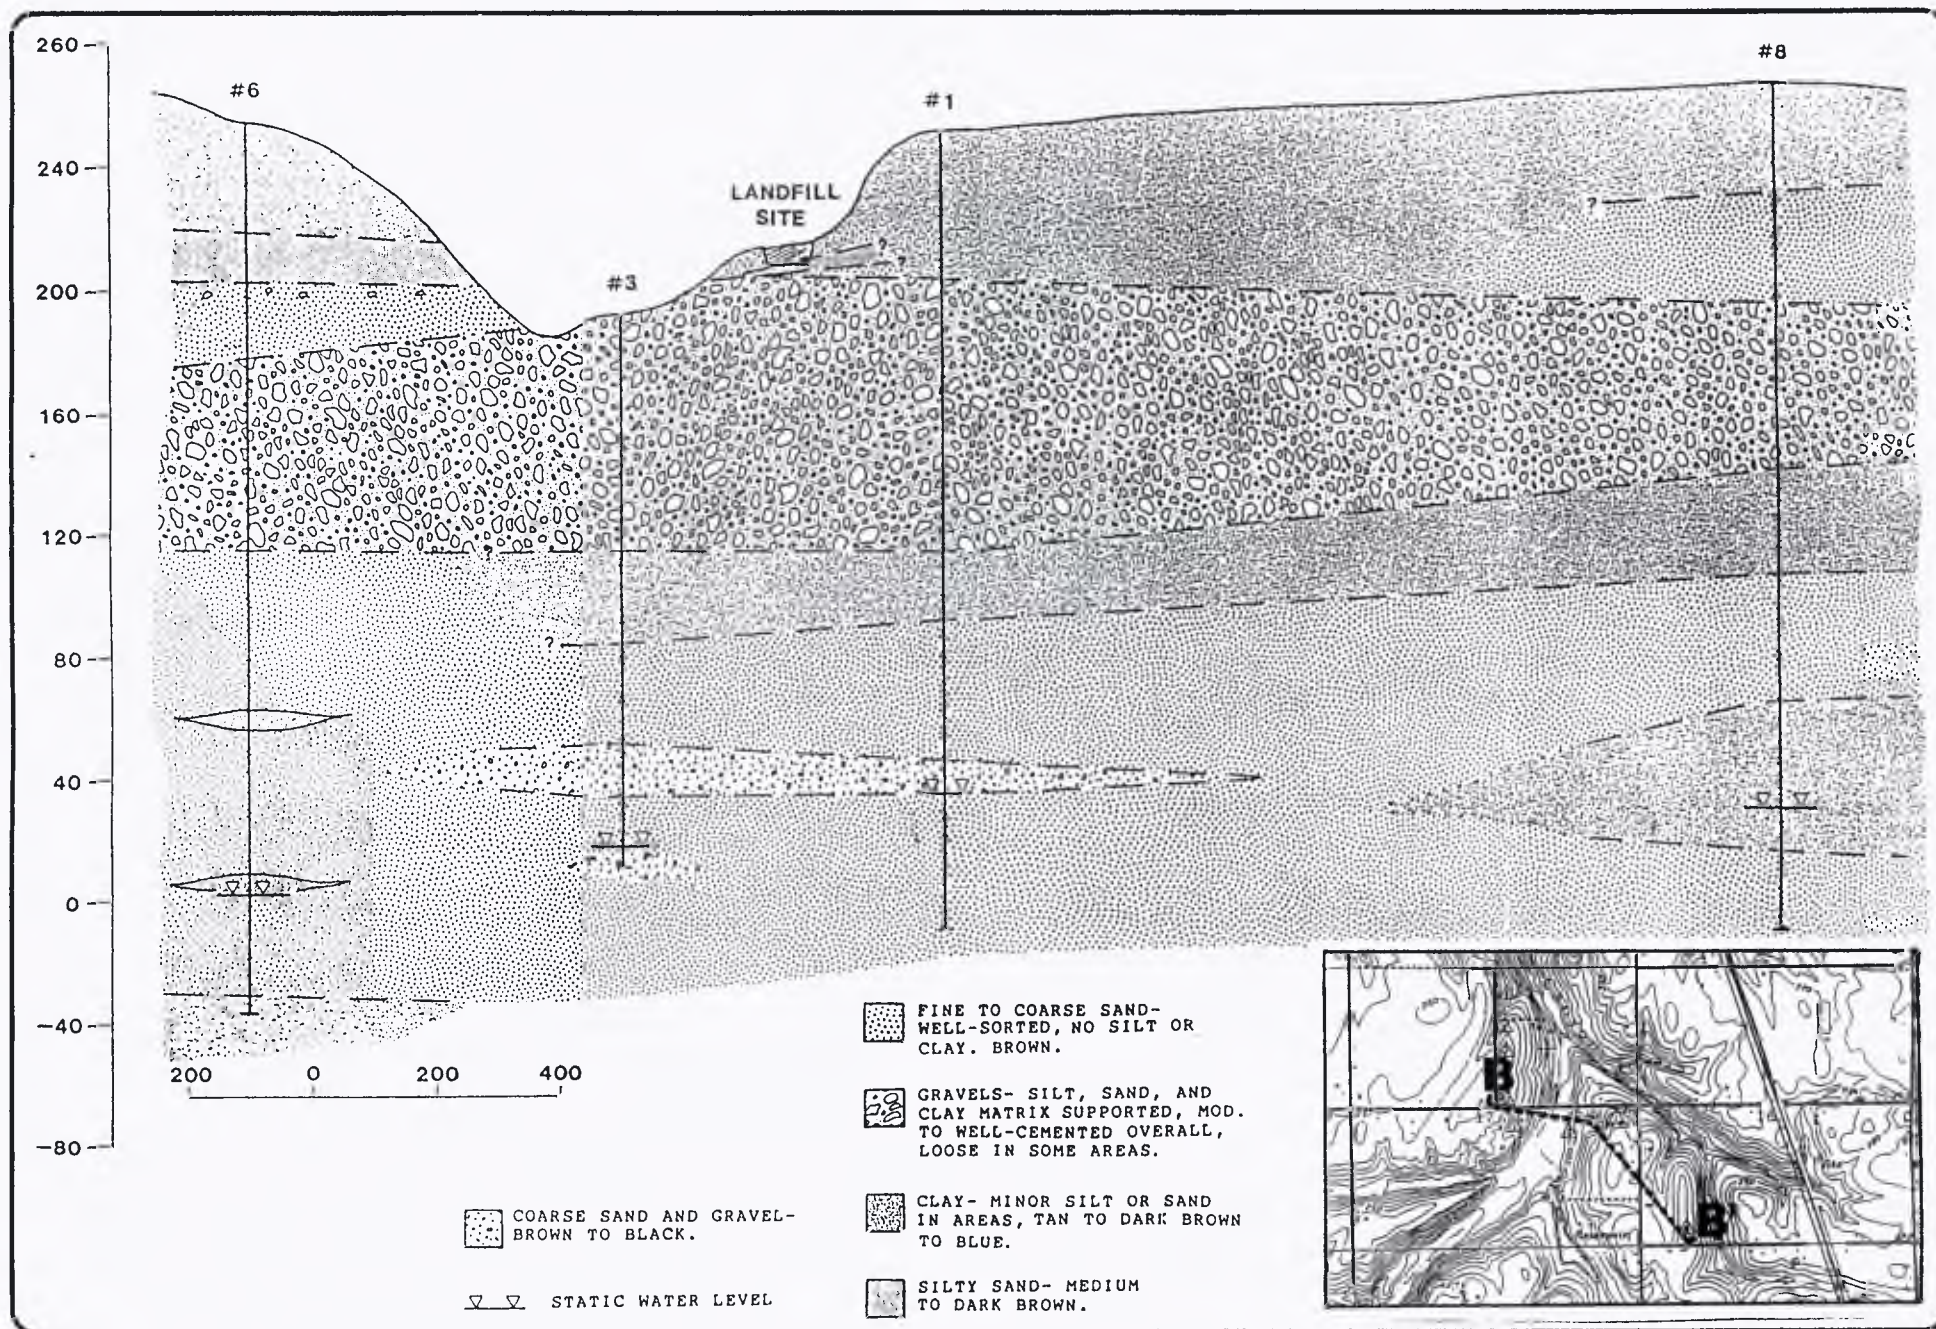 260
240
200
160
120
80
40
0
−40
−80
#6
#3
#1
#8
LANDFILL
SITE
?
?
?
?
200 0 200 400
FINE TO COARSE SAND-
WELL-SORTED, NO SILT OR
CLAY. BROWN.
GRAVELS- SILT, SAND, AND
CLAY MATRIX SUPPORTED, MOD.
TO WELL-CEMENTED OVERALL,
LOOSE IN SOME AREAS.
CLAY- MINOR SILT OR SAND
IN AREAS, TAN TO DARK BROWN
TO BLUE.
SILTY SAND- MEDIUM
TO DARK BROWN.
COARSE SAND AND GRAVEL-
BROWN TO BLACK.
STATIC WATER LEVEL
B
B'